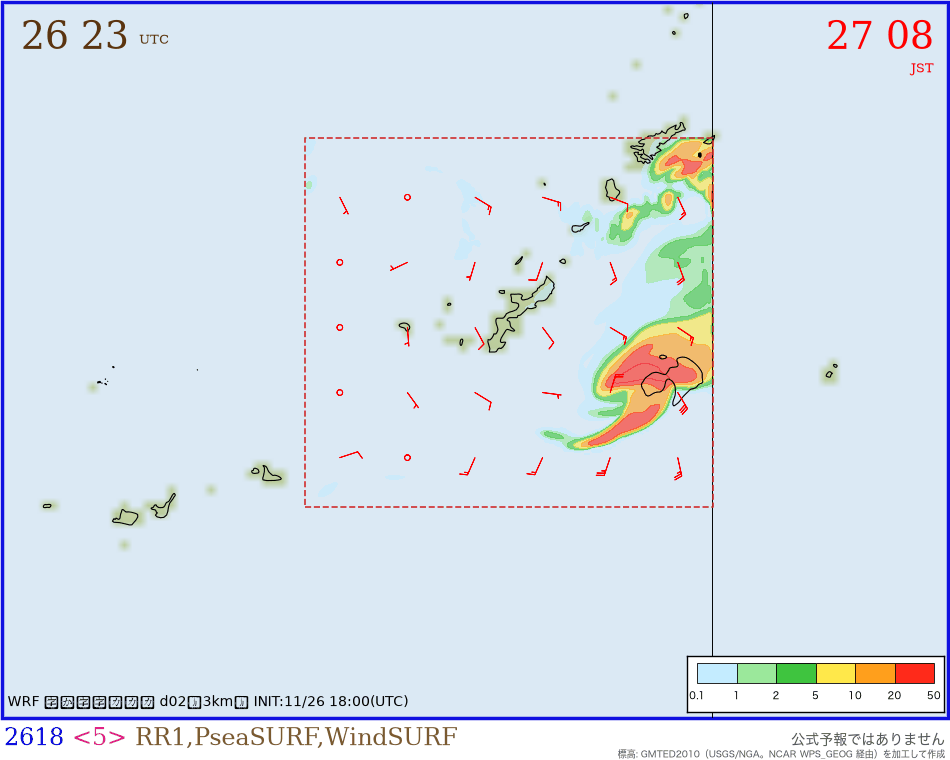 26 23 UTC
27 08
JST
0.1 1 2 5 10 20 50
WRF d02 3km INIT:11/26 18:00(UTC)
2618 <5> RR1,PseaSURF,WindSURF
公式予報ではありません
標高: GMTED2010（USGS/NGA。NCAR WPS_GEOG 経由）を加工して作成